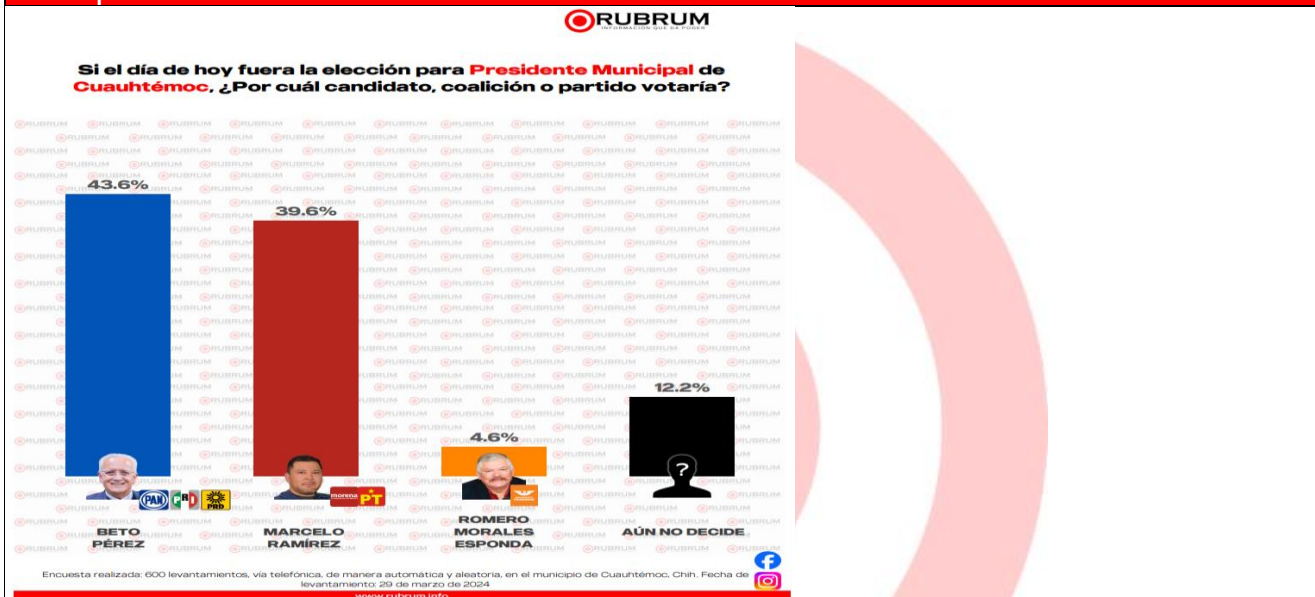 RUBRUM
INFORMACIÓN QUE ES PODER
Si el día de hoy fuera la elección para Presidente Municipal de
Cuauhtémoc, ¿Por cuál candidato, coalición o partido votaría?
43.6%
39.6%
12.2%
4.6%
?
PAN PRI PRD
morena PT
BETO
PÉREZ
MARCELO
RAMÍREZ
ROMERO
MORALES
ESPONDA
AÚN NO DECIDE
Encuesta realizada: 600 levantamientos, vía telefónica, de manera automática y aleatoria, en el municipio de Cuauhtémoc, Chih. Fecha de
levantamiento: 29 de marzo de 2024
www.rubrum.info